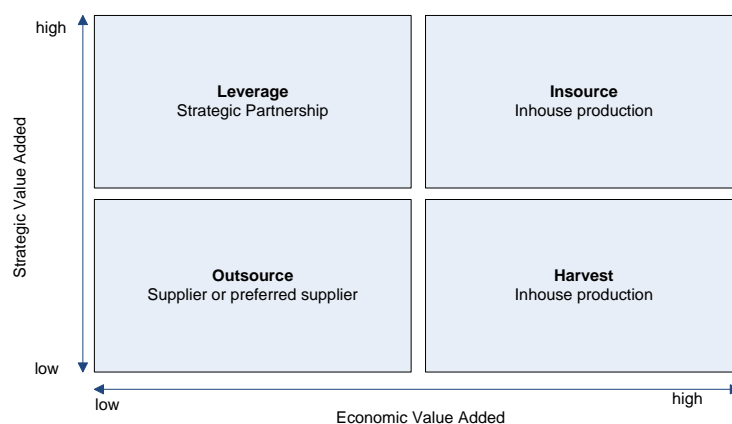 high
Leverage
Strategic Partnership
Insource
Inhouse production
Strategic Value Added
Outsource
Supplier or preferred supplier
Harvest
Inhouse production
low
low
high
Economic Value Added